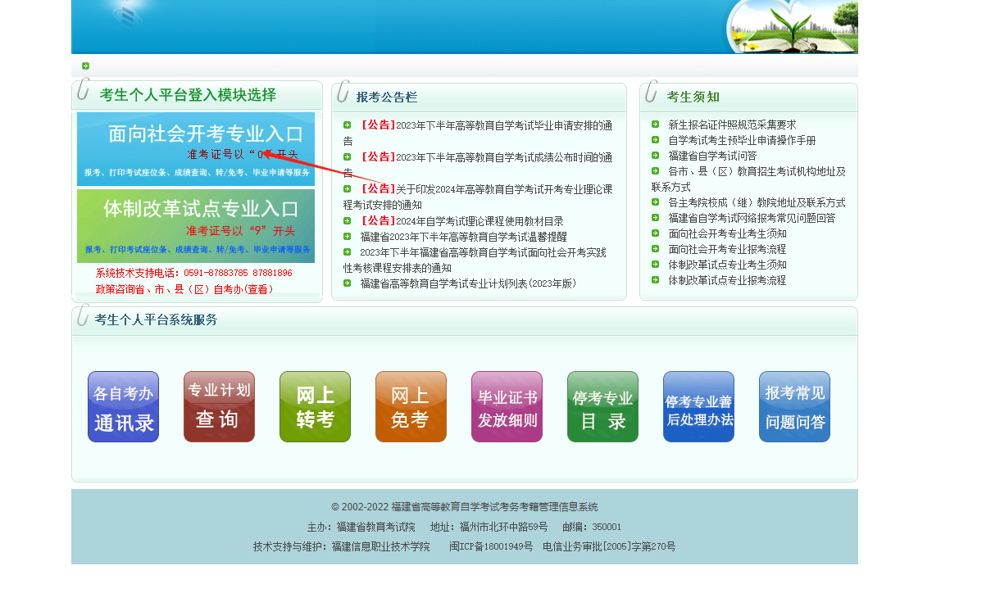 考生个人平台登入模块选择
面向社会开考专业入口
准考证号以“0”开头
报考、打印考试座位条、成绩查询、转/免考、毕业申请等服务
体制改革试点专业入口
准考证号以“9”开头
报考、打印考试座位条、成绩查询、转/免考、毕业申请等服务
系统技术支持电话：0591-87883785 87881896
政策咨询省、市、县（区）自考办(查看)
报考公告栏
[公告]2023年下半年高等教育自学考试毕业申请安排的通
告
[公告]2023年下半年高等教育自学考试成绩公布时间的通
告
[公告]关于印发2024年高等教育自学考试开考专业理论课
程考试安排的通知
[公告]2024年自学考试理论课程使用教材目录
福建省2023年下半年高等教育自学考试温馨提醒
2023年下半年福建省高等教育自学考试面向社会开考实践
性考核课程安排表的通知
福建省高等教育自学考试专业计划列表(2023年版)
考生须知
新生报名证件照规范采集要求
自学考试考生预毕业申请操作手册
福建省自学考试问答
各市、县（区）教育招生考试机构地址及
联系方式
各主考院校成（继）教院地址及联系方式
福建省自学考试网络报考常见问题回答
面向社会开考专业考生须知
面向社会开考专业报考流程
体制改革试点专业考生须知
体制改革试点专业报考流程
考生个人平台系统服务
各自考办
通讯录
专业计划
查询
网上
转考
网上
免考
毕业证书
发放细则
停考专业
目 录
停考专业善
后处理办法
报考常见
问题问答
© 2002-2022 福建省高等教育自学考试考务考籍管理信息系统
主办：福建省教育考试院 地址：福州市北环中路59号 邮编：350001
技术支持与维护：福建信息职业技术学院 闽ICP备18001949号 电信业务审批[2005]字第270号